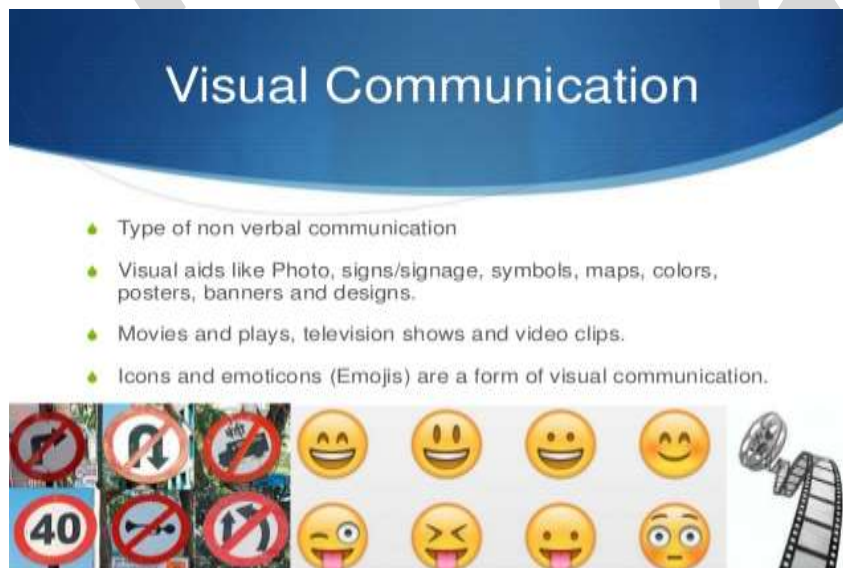 Visual Communication
Type of non verbal communication
Visual aids like Photo, signs/signage, symbols, maps, colors,
posters, banners and designs.
Movies and plays, television shows and video clips.
Icons and emoticons (Emojis) are a form of visual communication.
40